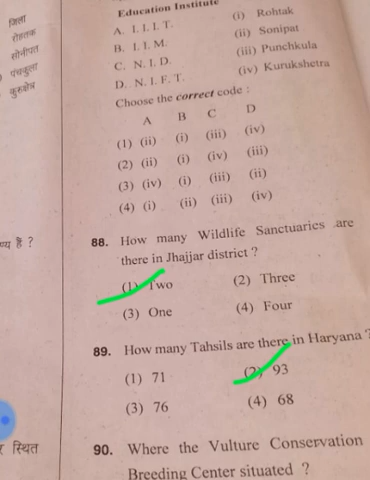 जिला
रोहतक
सोनीपत
पंचकुला
कुरुक्षेत्र
Education Institute
A. I. I. I. T. (i) Rohtak
B. I. I. M. (ii) Sonipat
C. N. I. D. (iii) Punchkula
D. N. I. F. T. (iv) Kurukshetra
Choose the correct code :
A B C D
(1) (ii) (i) (iii) (iv)
(2) (ii) (i) (iv) (iii)
(3) (iv) (i) (iii) (ii)
(4) (i) (ii) (iii) (iv)
है ?
88. How many Wildlife Sanctuaries are
there in Jhajjar district ?
(1) Two (2) Three
(3) One (4) Four
89. How many Tahsils are there in Haryana ?
(1) 71 (2) 93
(3) 76 (4) 68
स्थित
90. Where the Vulture Conservation
Breeding Center situated ?